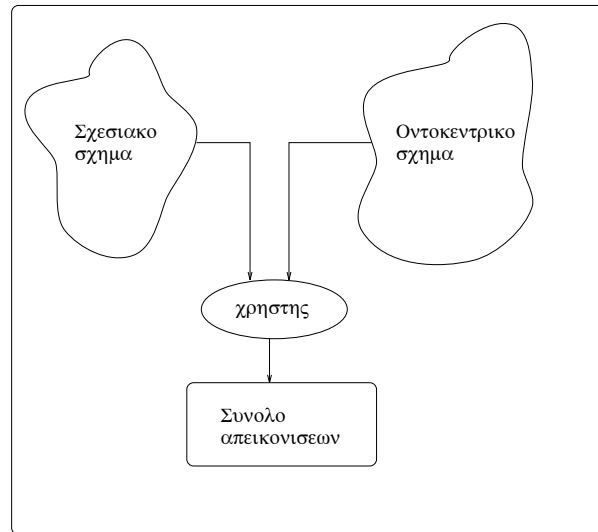 Σχεσιακο
σχημα
Οντοκεντρικο
σχημα
χρηστης
Συνολο
απεικονισεων